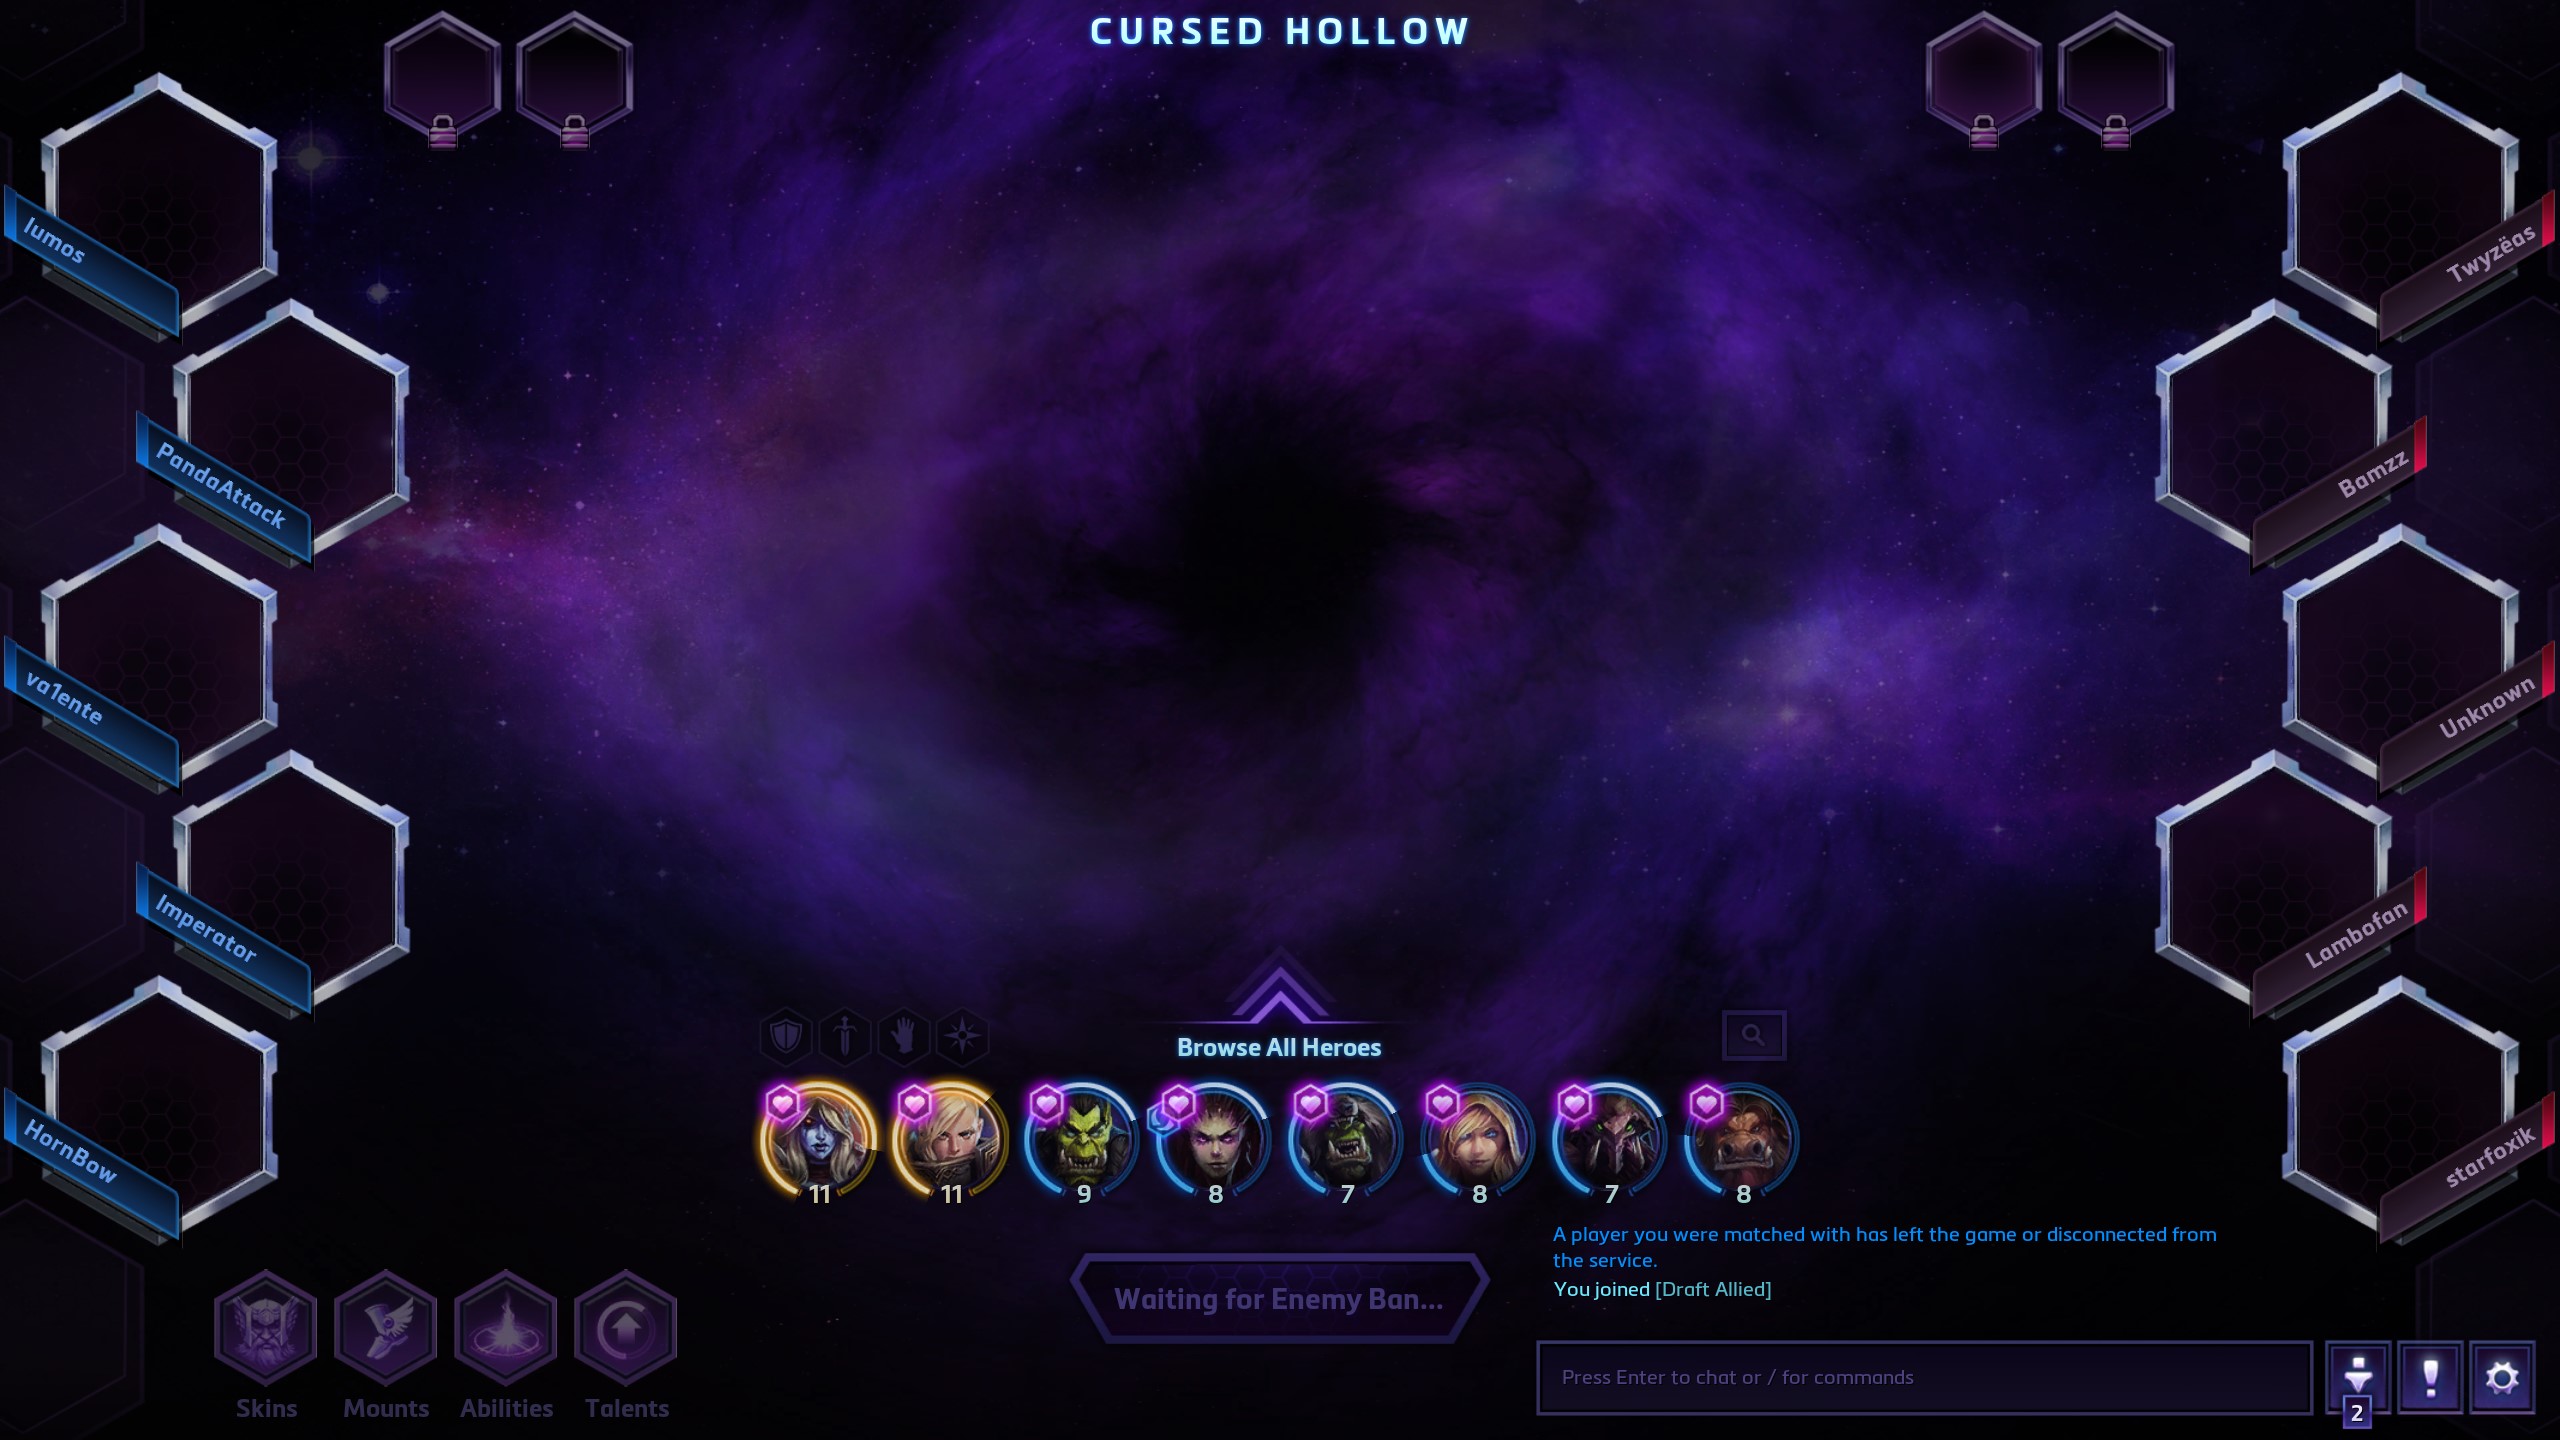 CURSED HOLLOW
lumos
PandaAttack
va1ente
Imperator
HornBow
Twyzëas
Bamzz
Unknown
Lambofan
starfoxik
Browse All Heroes
11
11
9
8
7
8
7
8
Waiting for Enemy Ban...
A player you were matched with has left the game or disconnected from
the service.
You joined [Draft Allied]
Press Enter to chat or / for commands
2
Skins
Mounts
Abilities
Talents